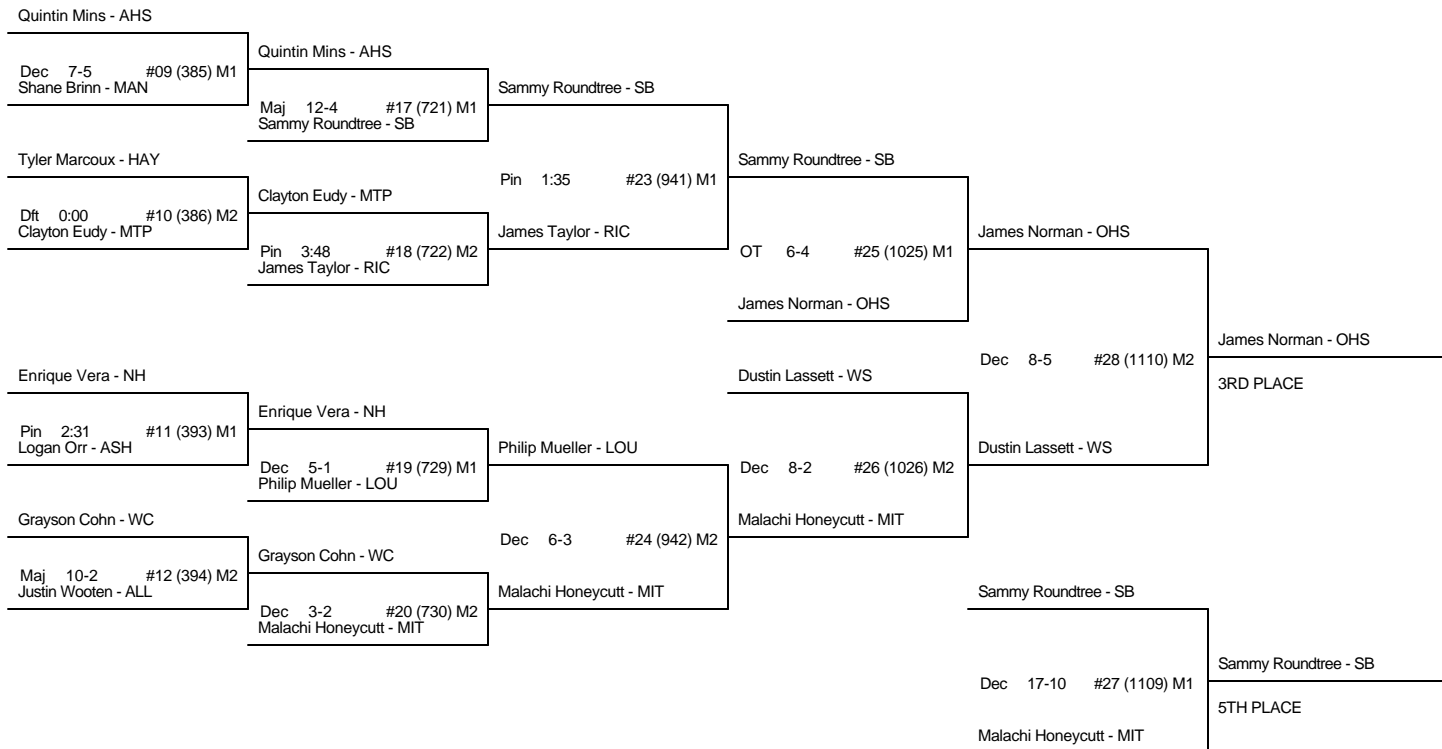 Quintin Mins - AHS
Dec 7-5 #09 (385) M1
Shane Brinn - MAN
Tyler Marcoux - HAY
Dft 0:00 #10 (386) M2
Clayton Eudy - MTP
Enrique Vera - NH
Pin 2:31 #11 (393) M1
Logan Orr - ASH
Grayson Cohn - WC
Maj 10-2 #12 (394) M2
Justin Wooten - ALL
Quintin Mins - AHS
Maj 12-4 #17 (721) M1
Sammy Roundtree - SB
Clayton Eudy - MTP
Pin 3:48 #18 (722) M2
James Taylor - RIC
Enrique Vera - NH
Dec 5-1 #19 (729) M1
Philip Mueller - LOU
Grayson Cohn - WC
Dec 3-2 #20 (730) M2
Malachi Honeycutt - MIT
Sammy Roundtree - SB
Pin 1:35 #23 (941) M1
James Taylor - RIC
Philip Mueller - LOU
Dec 6-3 #24 (942) M2
Malachi Honeycutt - MIT
Sammy Roundtree - SB
OT 6-4 #25 (1025) M1
James Norman - OHS
Dustin Lassett - WS
Dec 8-2 #26 (1026) M2
Malachi Honeycutt - MIT
James Norman - OHS
Dec 8-5 #28 (1110) M2
Dustin Lassett - WS
James Norman - OHS
3RD PLACE
Sammy Roundtree - SB
Dec 17-10 #27 (1109) M1
Malachi Honeycutt - MIT
Sammy Roundtree - SB
5TH PLACE